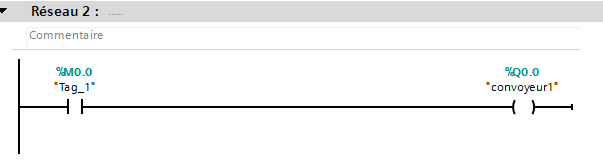 Réseau 2 : .....
Commentaire
%M0.0 %Q0.0
"Tag_1" "convoyeur1"